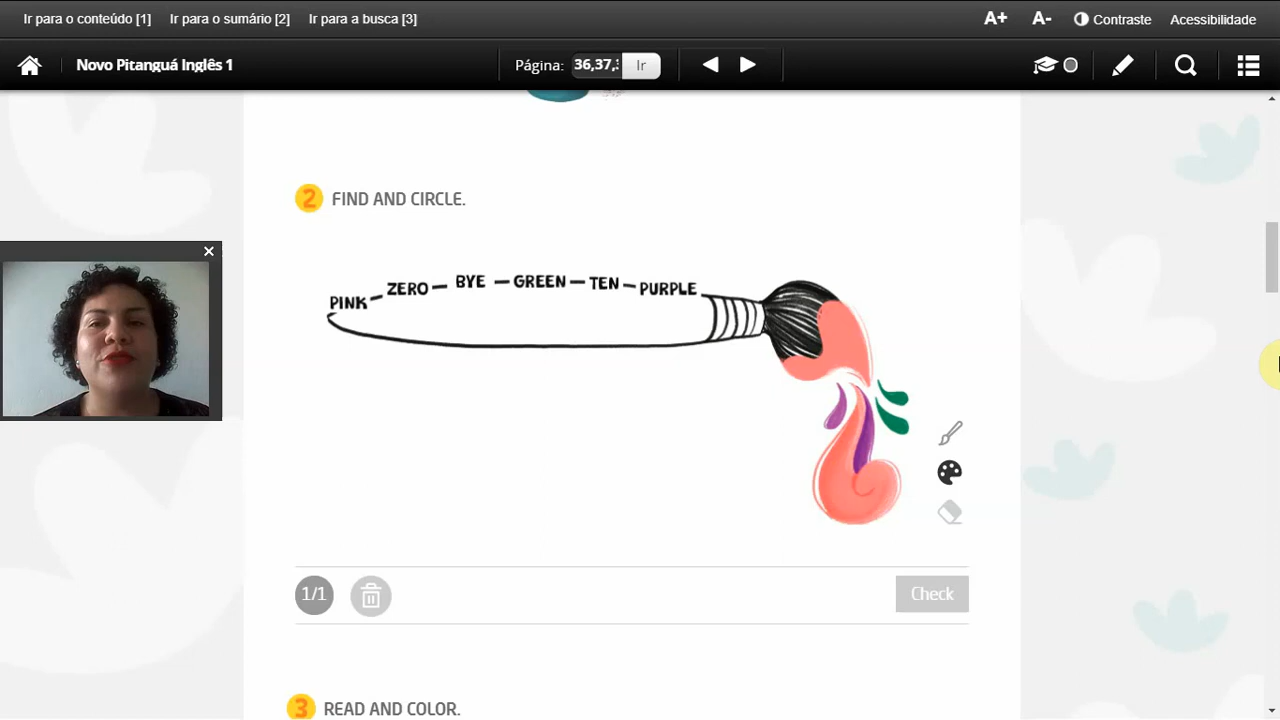 Ir para o conteúdo [1] Ir para o sumário [2] Ir para a busca [3] A+ A- Contraste Acessibilidade
Novo Pitanguá Inglês 1 Página: 36,37, Ir
2 FIND AND CIRCLE.
PINK – ZERO – BYE – GREEN – TEN – PURPLE
1/1 Check
3 READ AND COLOR.